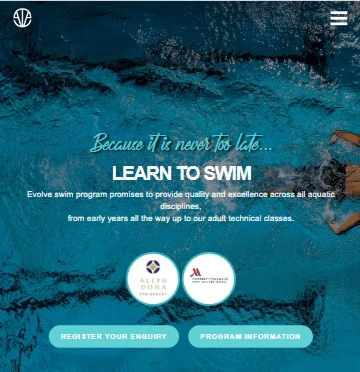 Because it is never too late...
LEARN TO SWIM
Evolve swim program promises to provide quality and excellence across all aquatic
disciplines,
from early years all the way up to our adult technical classes.
ALEPH
DOHA
RESIDENCES
REGISTER YOUR ENQUIRY
PROGRAM INFORMATION